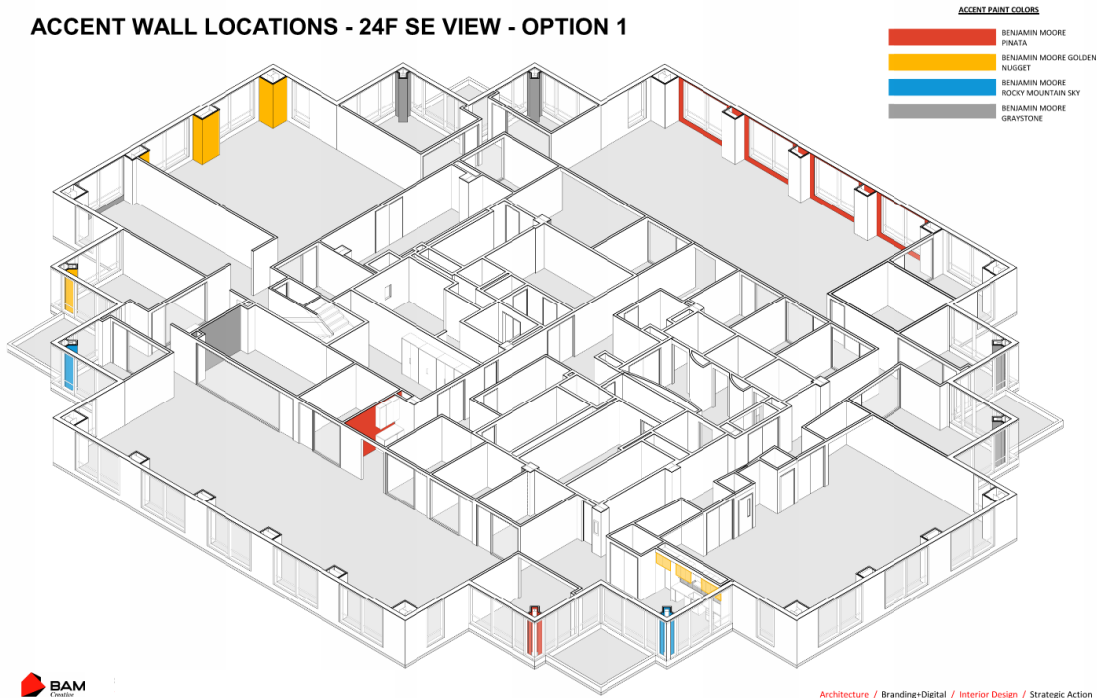 ACCENT WALL LOCATIONS - 24F SE VIEW - OPTION 1
ACCENT PAINT COLORS
BENJAMIN MOORE
PINATA
BENJAMIN MOORE GOLDEN
NUGGET
BENJAMIN MOORE
ROCKY MOUNTAIN SKY
BENJAMIN MOORE
GRAYSTONE
BAM
Creative
Architecture / Branding+Digital / Interior Design / Strategic Action